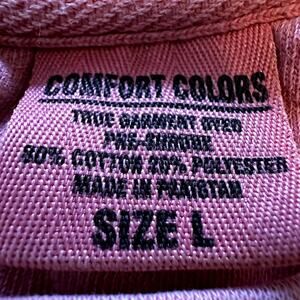 COMFORT COLORS
TRUE GARMENT DYED
PRE-SHRUNK
80% COTTON 20% POLYESTER
MADE IN PAKISTAN
SIZE L